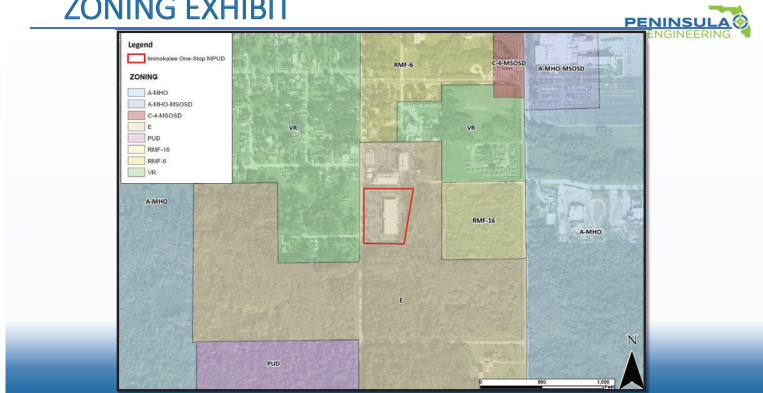 ZONING EXHIBIT
PENINSULA
ENGINEERING
Legend
Immokalee One-Stop MPUD
ZONING
A-MHO
A-MHO-MSOSD
C-4-MSOSD
E
PUD
RMF-16
RMF-6
VR
RMF-6
C-4-MSOSD
A-MHO-MSOSD
VR
VR
A-MHO
RMF-16
A-MHO
E
PUD
N
0
500
1,000